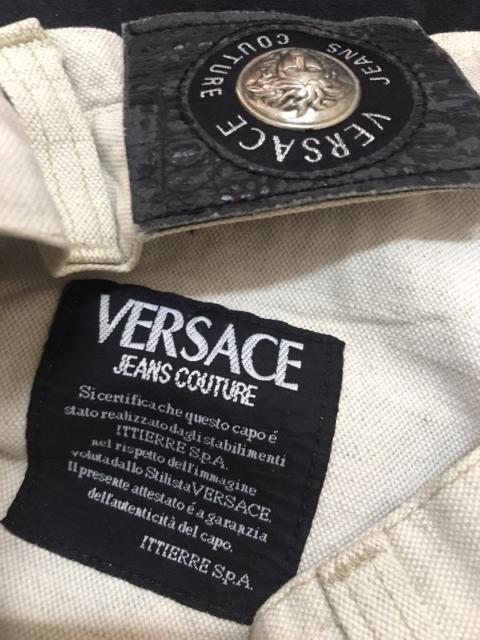 VERSACE
JEANS COUTURE
VERSACE
JEANS COUTURE
Si certifica che questo capo é
stato realizzato dagli stabilimenti
ITTIERRE S.p.A.
nel rispetto dell'immagine
voluta dallo Stilista VERSACE.
Il presente attestato é a garanzia
dell'autenticità del capo.
ITTIERRE S.p.A.